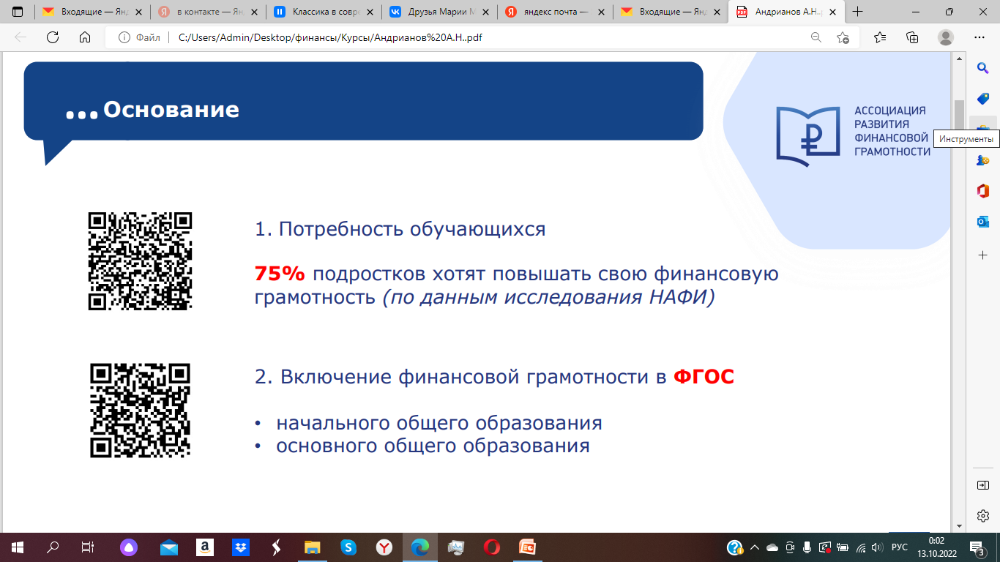 Входящие — Янд
в контакте — Ян
Классика в совр
Друзья Марии М
яндекс почта —
Входящие — Янд
Андрианов А.Н..p
Файл
C:/Users/Admin/Desktop/финансы/Курсы/Андрианов%20А.Н..pdf
...Основание
АССОЦИАЦИЯ
РАЗВИТИЯ
ФИНАНСОВОЙ
ГРАМОТНОСТИ
Инструменты
1. Потребность обучающихся
75% подростков хотят повышать свою финансовую
грамотность (по данным исследования НАФИ)
2. Включение финансовой грамотности в ФГОС
• начального общего образования
• основного общего образования
РУС
0:02
13.10.2022
3